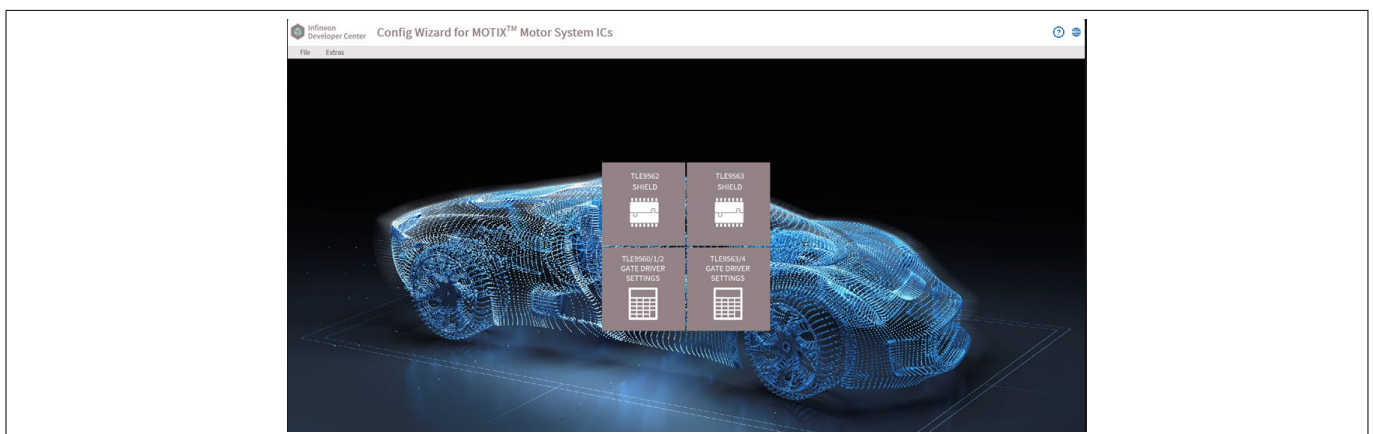 Infineon
Developer Center
Config Wizard for MOTIX™ Motor System ICs
?
File Extras
TLE9562
SHIELD
TLE9563
SHIELD
TLE9560/1/2
GATE DRIVER
SETTINGS
TLE9563/4
GATE DRIVER
SETTINGS